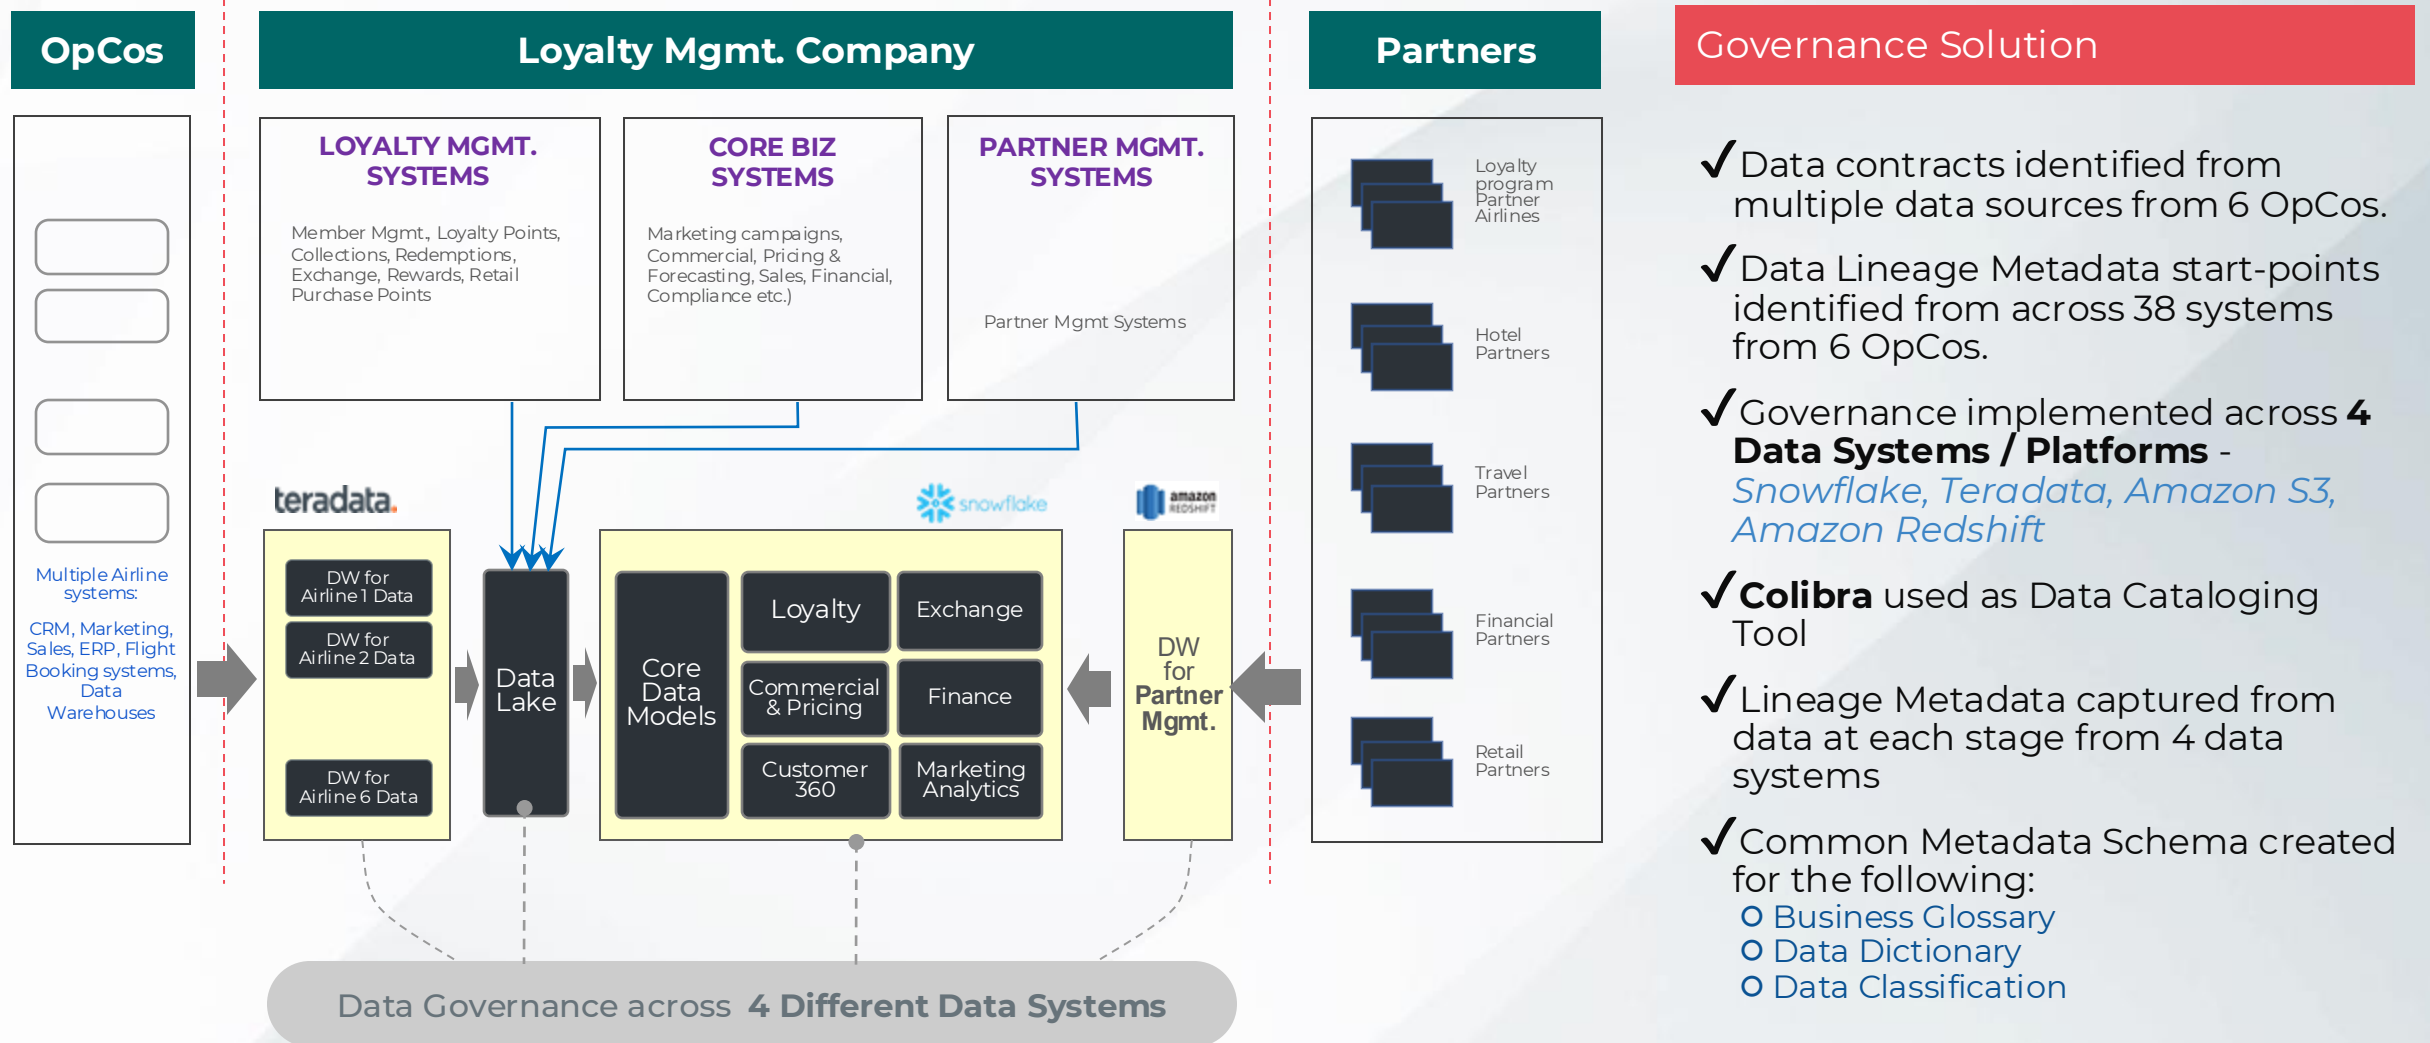 OpCos
Loyalty Mgmt. Company
Partners
Governance Solution
Multiple Airline
systems:
CRM, Marketing,
Sales, ERP, Flight
Booking systems,
Data
Warehouses
LOYALTY MGMT.
SYSTEMS
Member Mgmt., Loyalty Points,
Collections, Redemptions,
Exchange, Rewards, Retail
Purchase Points
CORE BIZ
SYSTEMS
Marketing campaigns,
Commercial, Pricing &
Forecasting, Sales, Financial,
Compliance etc.)
PARTNER MGMT.
SYSTEMS
Partner Mgmt Systems
teradata.
snowflake
amazon
REDSHIFT
DW for
Airline 1 Data
DW for
Airline 2 Data
DW for
Airline 6 Data
Data
Lake
Core
Data
Models
Loyalty
Exchange
Commercial
& Pricing
Finance
Customer
360
Marketing
Analytics
DW
for
Partner
Mgmt.
Data Governance across 4 Different Data Systems
Loyalty
program
Partner
Airlines
Hotel
Partners
Travel
Partners
Financial
Partners
Retail
Partners
✓Data contracts identified from
multiple data sources from 6 OpCos.
✓Data Lineage Metadata start-points
identified from across 38 systems
from 6 OpCos.
✓Governance implemented across 4
Data Systems / Platforms -
Snowflake, Teradata, Amazon S3,
Amazon Redshift
✓Colibra used as Data Cataloging
Tool
✓Lineage Metadata captured from
data at each stage from 4 data
systems
✓Common Metadata Schema created
for the following:
Business Glossary
Data Dictionary
Data Classification